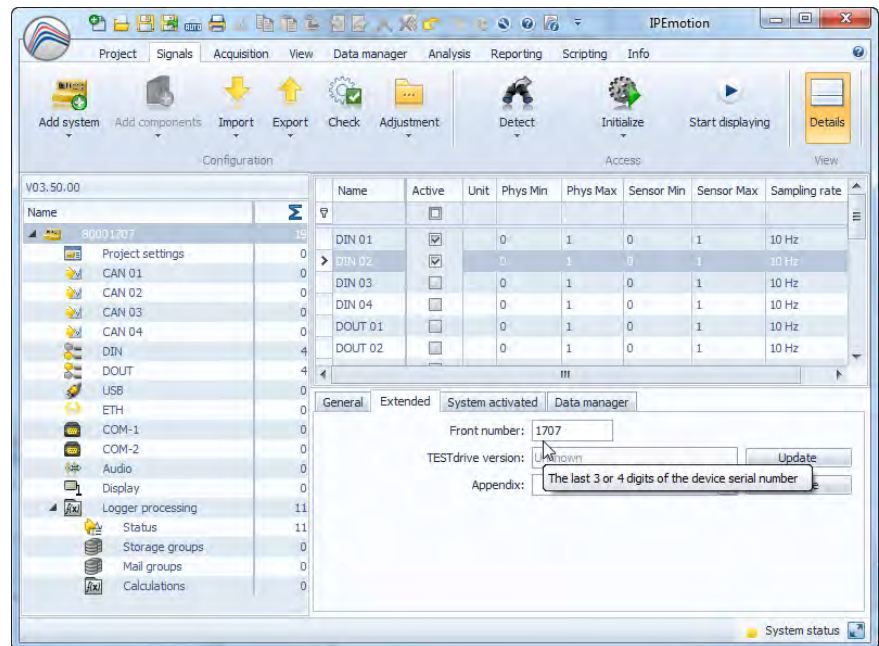 IPEmotion
Project Signals Acquisition View Data manager Analysis Reporting Scripting Info
Add system Add components Import Export Check Adjustment Detect Initialize Start displaying Details
Configuration Access View
V03.50.00
Name Σ
80001707 19
Project settings 0
CAN 01 0
CAN 02 0
CAN 03 0
CAN 04 0
DIN 4
DOUT 4
USB 0
ETH 0
COM-1 0
COM-2 0
Audio 0
Display 0
Logger processing 11
Status 11
Storage groups 0
Mail groups 0
Calculations 0
Name Active Unit Phys Min Phys Max Sensor Min Sensor Max Sampling rate
DIN 01 0 1 0 1 10 Hz
DIN 02 0 1 0 1 10 Hz
DIN 03 0 1 0 1 10 Hz
DIN 04 0 1 0 1 10 Hz
DOUT 01 0 1 0 1 10 Hz
DOUT 02 0 1 0 1 10 Hz
General Extended System activated Data manager
Front number: 1707
TESTdrive version: Unknown Update
Appendix:
The last 3 or 4 digits of the device serial number
System status